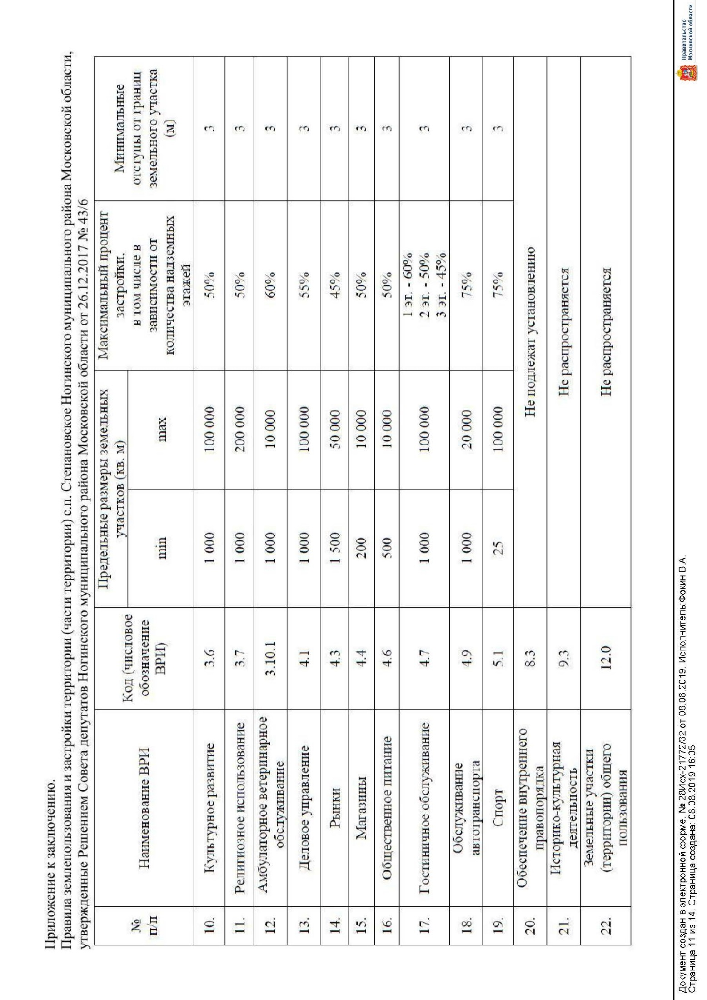 Приложение к заключению.
Правила землепользования и застройки территории (части территории) с.п. Степановское Ногинского муниципального района Московской области,
утвержденные Решением Совета депутатов Ногинского муниципального района Московской области от 26.12.2017 № 43/6
№ п/п Наименование ВРИ Код (числовое обозначение ВРИ) Предельные размеры земельных участков (кв. м) Максимальный процент застройки, в том числе в зависимости от количества надземных этажей Минимальные отступы от границ земельного участка (м)
min max
10. Культурное развитие 3.6 1 000 100 000 50% 3
11. Религиозное использование 3.7 1 000 200 000 50% 3
12. Амбулаторное ветеринарное обслуживание 3.10.1 1 000 10 000 60% 3
13. Деловое управление 4.1 1 000 100 000 55% 3
14. Рынки 4.3 1 500 50 000 45% 3
15. Магазины 4.4 200 10 000 50% 3
16. Общественное питание 4.6 500 10 000 50% 3
17. Гостиничное обслуживание 4.7 1 000 100 000 1 эт. - 60% 2 эт. - 50% 3 эт. - 45% 3
18. Обслуживание автотранспорта 4.9 1 000 20 000 75% 3
19. Спорт 5.1 25 100 000 75% 3
20. Обеспечение внутреннего правопорядка 8.3 Не подлежат установлению
21. Историко-культурная деятельность 9.3 Не распространяется
22. Земельные участки (территории) общего пользования 12.0 Не распространяется
Документ создан в электронной форме. № 28Исх-21772/32 от 08.08.2019. Исполнитель:Фокин В.А.
Страница 11 из 14. Страница создана: 08.08.2019 16:05
Правительство
Московской области